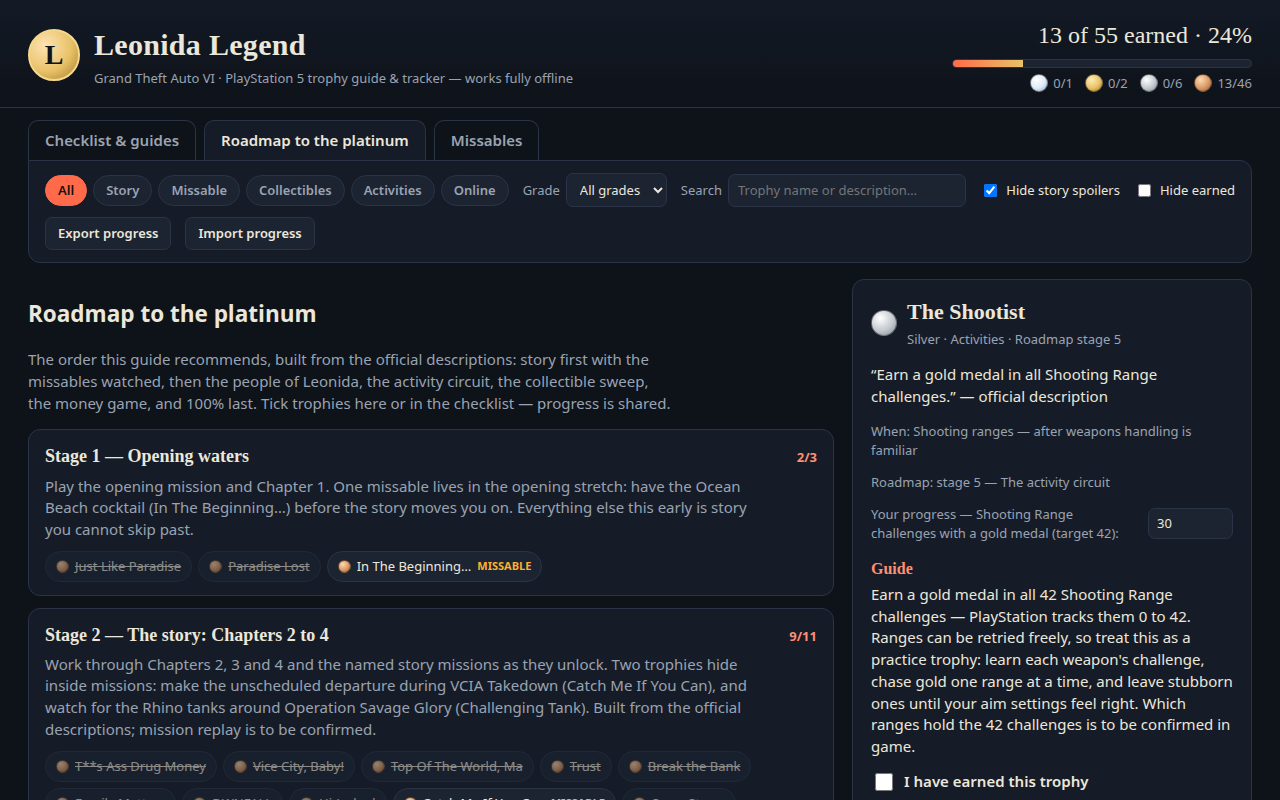 L
Leonida Legend
Grand Theft Auto VI · PlayStation 5 trophy guide & tracker — works fully offline
13 of 55 earned · 24%
0/1 0/2 0/6 13/46
Checklist & guides
Roadmap to the platinum
Missables
All Story Missable Collectibles Activities Online Grade All grades Search Trophy name or description... Hide story spoilers Hide earned
Export progress Import progress
Roadmap to the platinum
The order this guide recommends, built from the official descriptions: story first with the
missables watched, then the people of Leonida, the activity circuit, the collectible sweep,
the money game, and 100% last. Tick trophies here or in the checklist — progress is shared.
Stage 1 — Opening waters 2/3
Play the opening mission and Chapter 1. One missable lives in the opening stretch: have the Ocean
Beach cocktail (In The Beginning...) before the story moves you on. Everything else this early is story
you cannot skip past.
Just Like Paradise Paradise Lost In The Beginning... MISSABLE
Stage 2 — The story: Chapters 2 to 4 9/11
Work through Chapters 2, 3 and 4 and the named story missions as they unlock. Two trophies hide
inside missions: make the unscheduled departure during VCIA Takedown (Catch Me If You Can), and
watch for the Rhino tanks around Operation Savage Glory (Challenging Tank). Built from the official
descriptions; mission replay is to be confirmed.
T**s Ass Drug Money Vice City, Baby! Top Of The World, Ma Trust Break the Bank
The Shootist
Silver · Activities · Roadmap stage 5
“Earn a gold medal in all Shooting Range
challenges.” — official description
When: Shooting ranges — after weapons handling is
familiar
Roadmap: stage 5 — The activity circuit
Your progress — Shooting Range
challenges with a gold medal (target 42):
30
Guide
Earn a gold medal in all 42 Shooting Range
challenges — PlayStation tracks them 0 to 42.
Ranges can be retried freely, so treat this as a
practice trophy: learn each weapon's challenge,
chase gold one range at a time, and leave stubborn
ones until your aim settings feel right. Which
ranges hold the 42 challenges is to be confirmed in
game.
I have earned this trophy